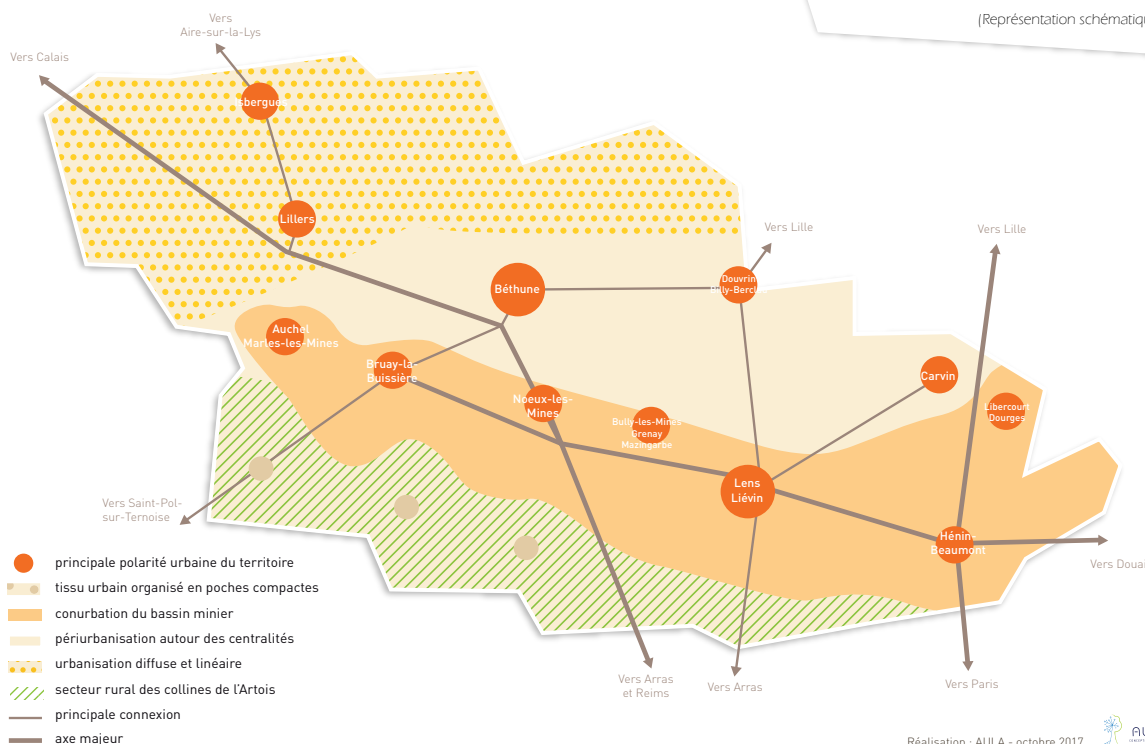 (Représentation schématiqu
Vers
Aire-sur-la-Lys
Vers Calais
Isbergues
Lillers
Vers Lille
Vers Lille
Béthune
Douvrin
Billy-Berclau
Auchel
Marles-les-Mines
Bruay-la-
Buissière
Carvin
Noeux-les-
Mines
Libercourt
Dourges
Bully-les-Mines
Grenay
Mazingarbe
Lens
Liévin
Vers Saint-Pol-
sur-Ternoise
Hénin-
Beaumont
Vers Douai
principale polarité urbaine du territoire
tissu urbain organisé en poches compactes
conurbation du bassin minier
périurbanisation autour des centralités
urbanisation diffuse et linéaire
secteur rural des collines de l'Artois
principale connexion
axe majeur
Vers Arras
et Reims
Vers Arras
Vers Paris
Réalisation : AULA - octobre 2017